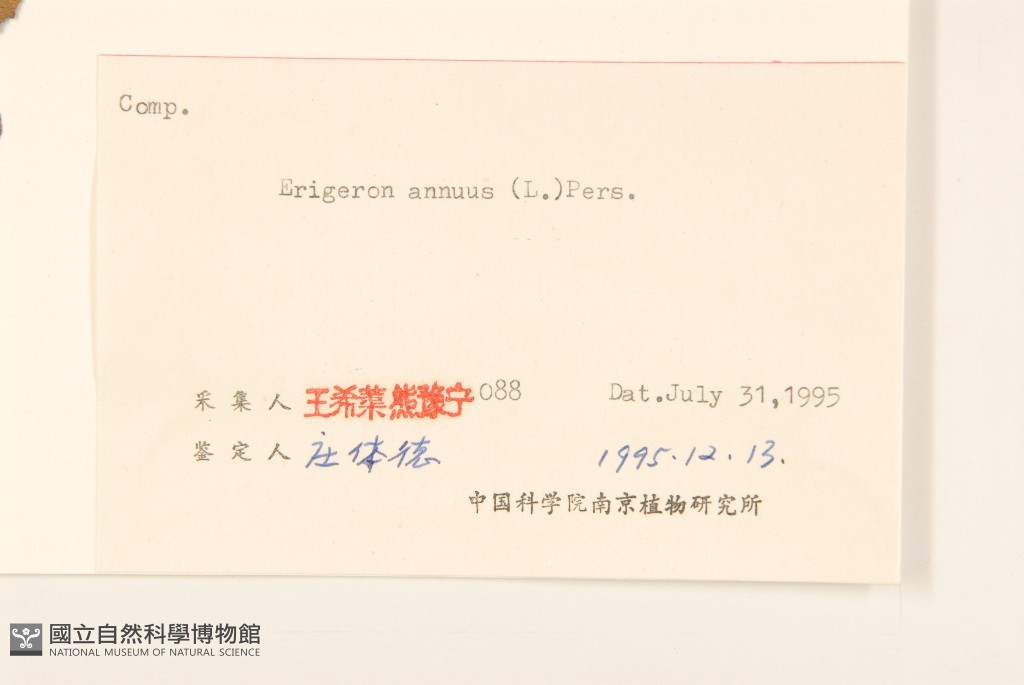 Comp.
Erigeron annuus (L.)Pers.
采集人 王希蕖熊豫宁 088 Dat.July 31,1995
鉴定人 庄体德 1995.12.13.
中国科学院南京植物研究所
國立自然科學博物館
NATIONAL MUSEUM OF NATURAL SCIENCE